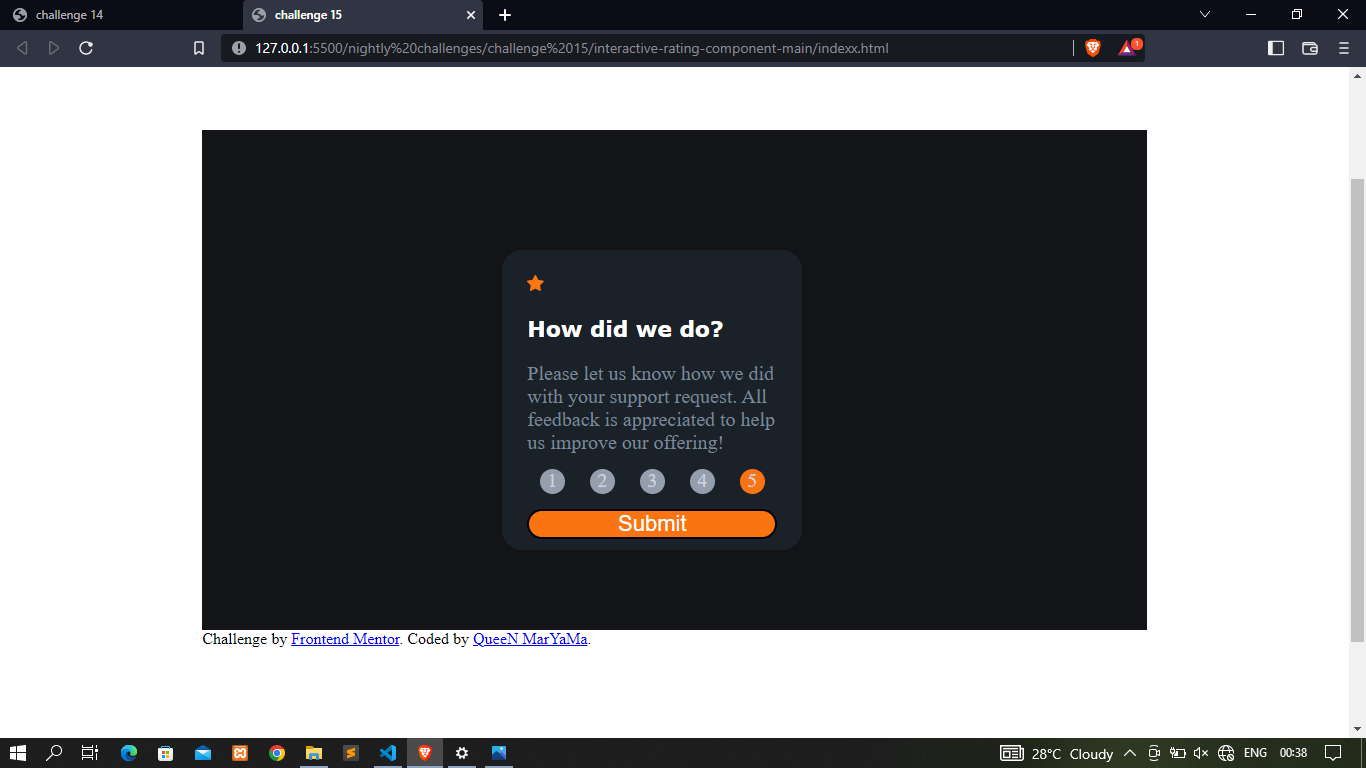 challenge 14
challenge 15
127.0.0.1:5500/nightly%20challenges/challenge%2015/interactive-rating-component-main/indexx.html
1
How did we do?
Please let us know how we did
with your support request. All
feedback is appreciated to help
us improve our offering!
1 2 3 4 5
Submit
Challenge by Frontend Mentor. Coded by QueeN MarYaMa.
28°C Cloudy ENG 00:38